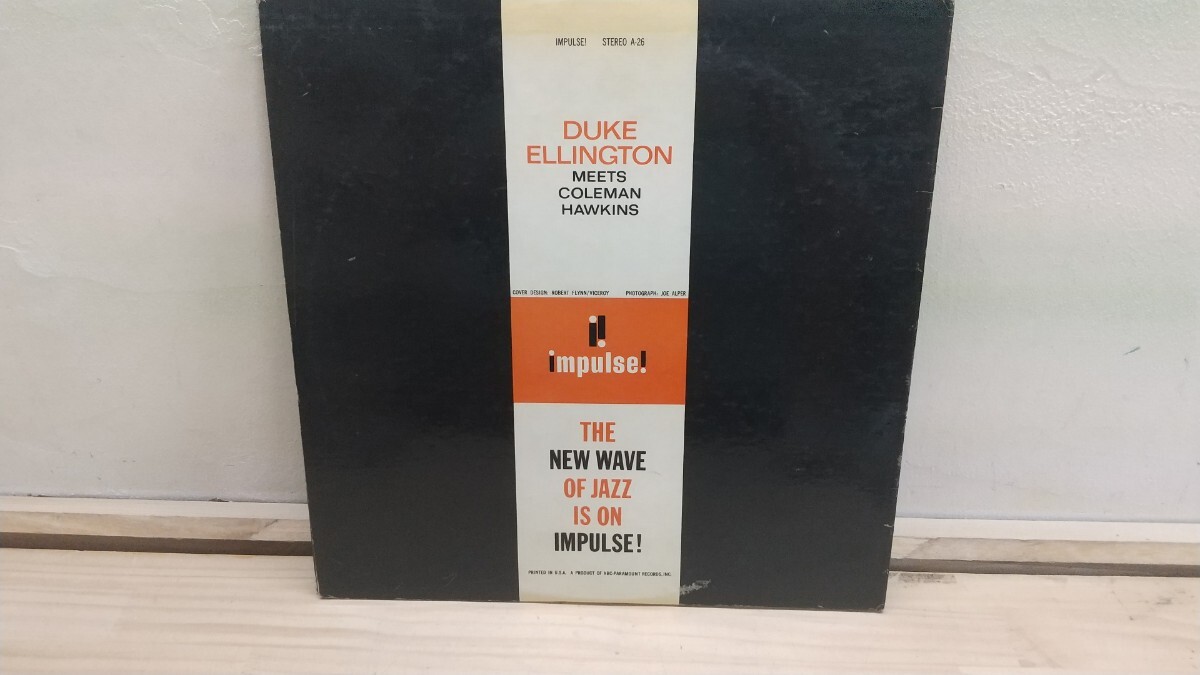 IMPULSE! STEREO A-26
DUKE
ELLINGTON
MEETS
COLEMAN
HAWKINS
COVER DESIGN: ROBERT FLYNN/VICEROY PHOTOGRAPH: JOE ALPER
i!
impulse!
THE
NEW WAVE
OF JAZZ
IS ON
IMPULSE!
PRINTED IN U.S.A. A PRODUCT OF ABC-PARAMOUNT RECORDS, INC.